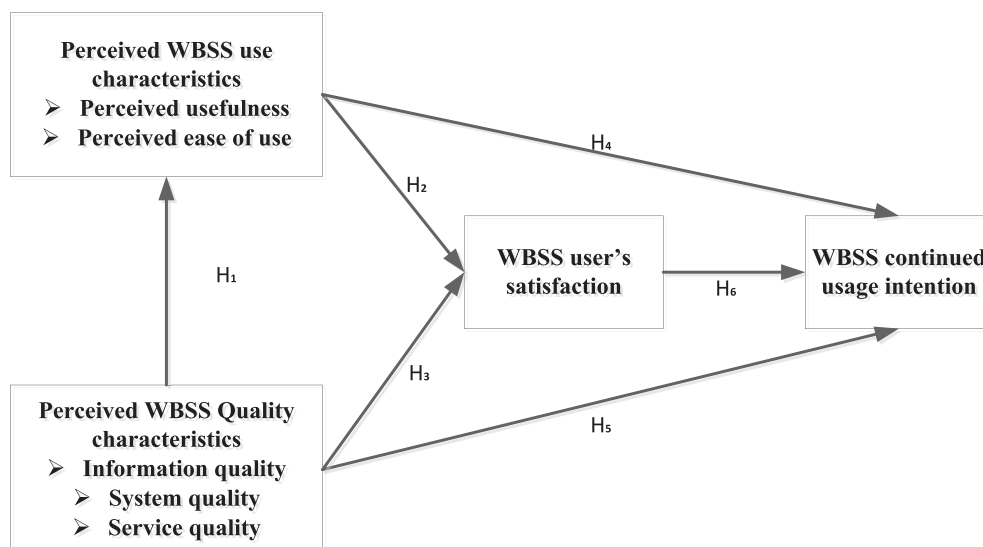 Perceived WBSS use
characteristics
➢ Perceived usefulness
➢ Perceived ease of use
H₄
H₂
WBSS user’s
satisfaction
WBSS continued
usage intention
H₁
H₆
H₃
Perceived WBSS Quality
characteristics
➢ Information quality
➢ System quality
➢ Service quality
H₅